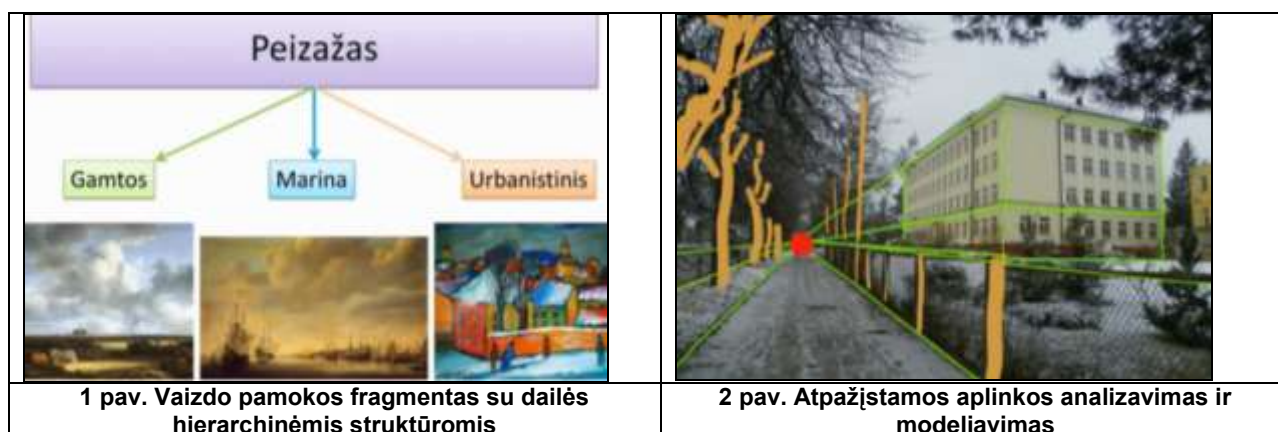 Peizažas
Gamtos
Marina
Urbanistinis
1 pav. Vaizdo pamokos fragmentas su dailės
hierarchinėmis struktūromis
2 pav. Atpažįstamos aplinkos analizavimas ir
modeliavimas